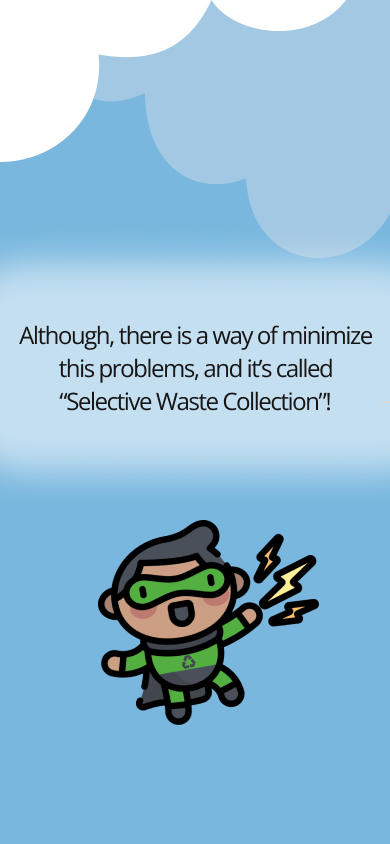 Although, there is a way of minimize
this problems, and it’s called
“Selective Waste Collection”!